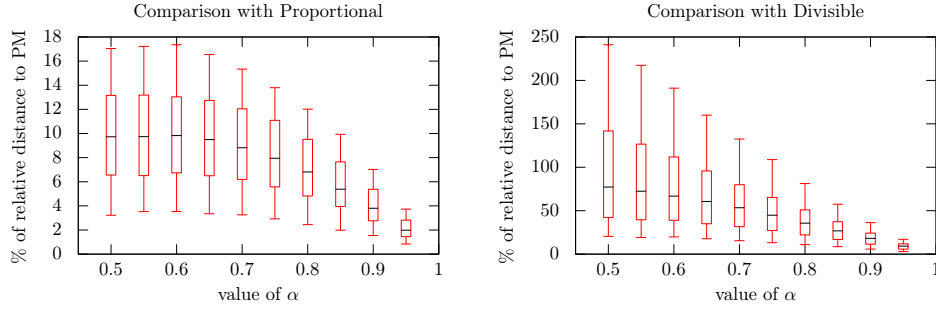 Comparison with Proportional
% of relative distance to PM
18
16
14
12
10
8
6
4
2
0
0.5 0.6 0.7 0.8 0.9 1
value of α
Comparison with Divisible
% of relative distance to PM
250
200
150
100
50
0
0.5 0.6 0.7 0.8 0.9 1
value of α